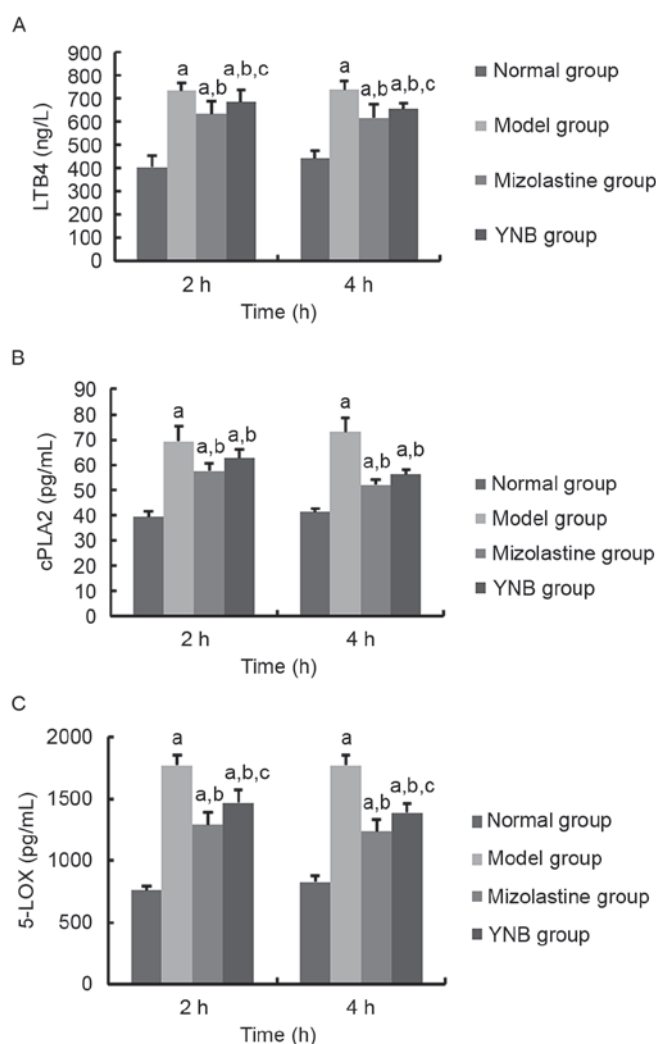 A
LTB4 (ng/L)
900
800
700
600
500
400
300
200
100
0
a
a,b
a,b,c
a
a,b
a,b,c
2 h
4 h
Time (h)
Normal group
Model group
Mizolastine group
YNB group
B
cPLA2 (pg/mL)
90
80
70
60
50
40
30
20
10
0
a
a,b
a,b
a
a,b
a,b
2 h
4 h
Time (h)
Normal group
Model group
Mizolastine group
YNB group
C
5-LOX (pg/mL)
2000
1500
1000
500
0
a
a,b
a,b,c
a
a,b
a,b,c
2 h
4 h
Time (h)
Normal group
Model group
Mizolastine group
YNB group